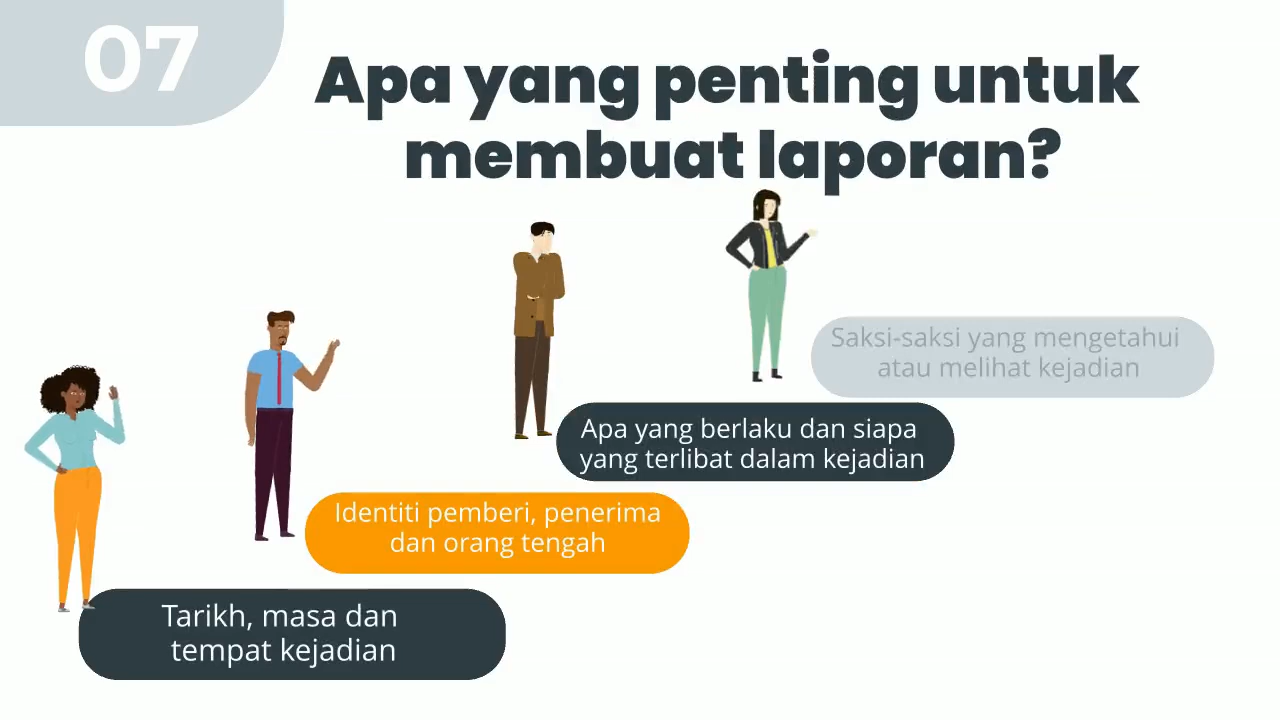 07
Apa yang penting untuk
membuat laporan?
Saksi-saksi yang mengetahui
atau melihat kejadian
Apa yang berlaku dan siapa
yang terlibat dalam kejadian
Identiti pemberi, penerima
dan orang tengah
Tarikh, masa dan
tempat kejadian